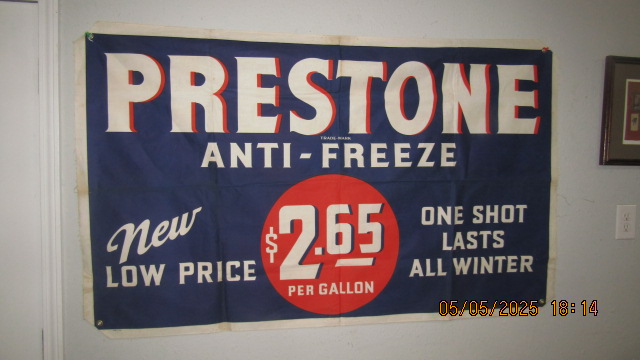 PRESTONE
TRADE-MARK
ANTI-FREEZE
New
LOW PRICE
$2.65
PER GALLON
ONE SHOT
LASTS
ALL WINTER
05/05/2025 18:14